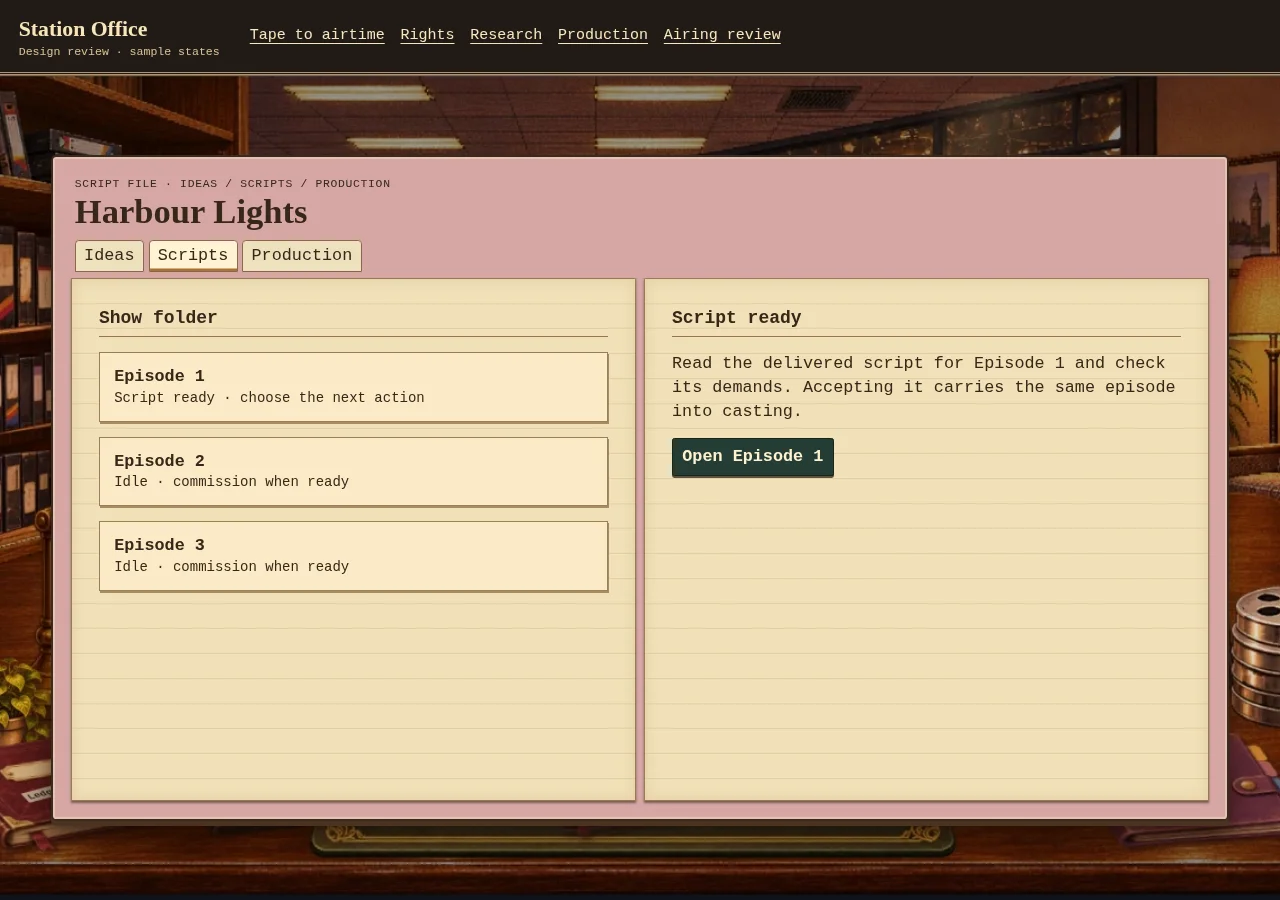 Station Office
Design review · sample states
Tape to airtime Rights Research Production Airing review
SCRIPT FILE · IDEAS / SCRIPTS / PRODUCTION
Harbour Lights
Ideas Scripts Production
Show folder
Episode 1
Script ready · choose the next action
Episode 2
Idle · commission when ready
Episode 3
Idle · commission when ready
Script ready
Read the delivered script for Episode 1 and check
its demands. Accepting it carries the same episode
into casting.
Open Episode 1